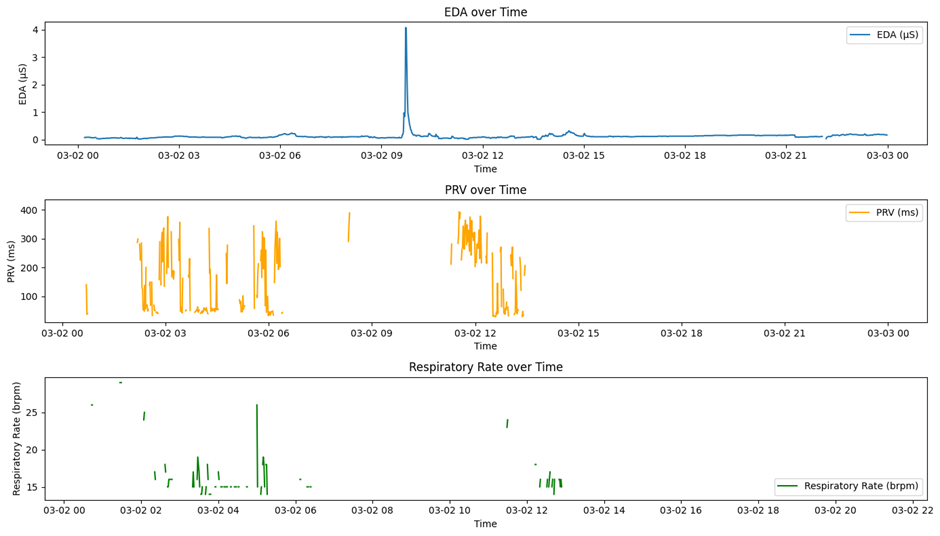 EDA over Time
4
3
2
1
0
EDA (µS)
EDA (µS)
03-02 00 03-02 03 03-02 06 03-02 09 03-02 12 03-02 15 03-02 18 03-02 21 03-03 00
Time
PRV over Time
400
300
200
100
PRV (ms)
PRV (ms)
03-02 00 03-02 03 03-02 06 03-02 09 03-02 12 03-02 15 03-02 18 03-02 21 03-03 00
Time
Respiratory Rate over Time
25
20
15
Respiratory Rate (brpm)
Respiratory Rate (brpm)
03-02 00 03-02 02 03-02 04 03-02 06 03-02 08 03-02 10 03-02 12 03-02 14 03-02 16 03-02 18 03-02 20 03-02 22
Time